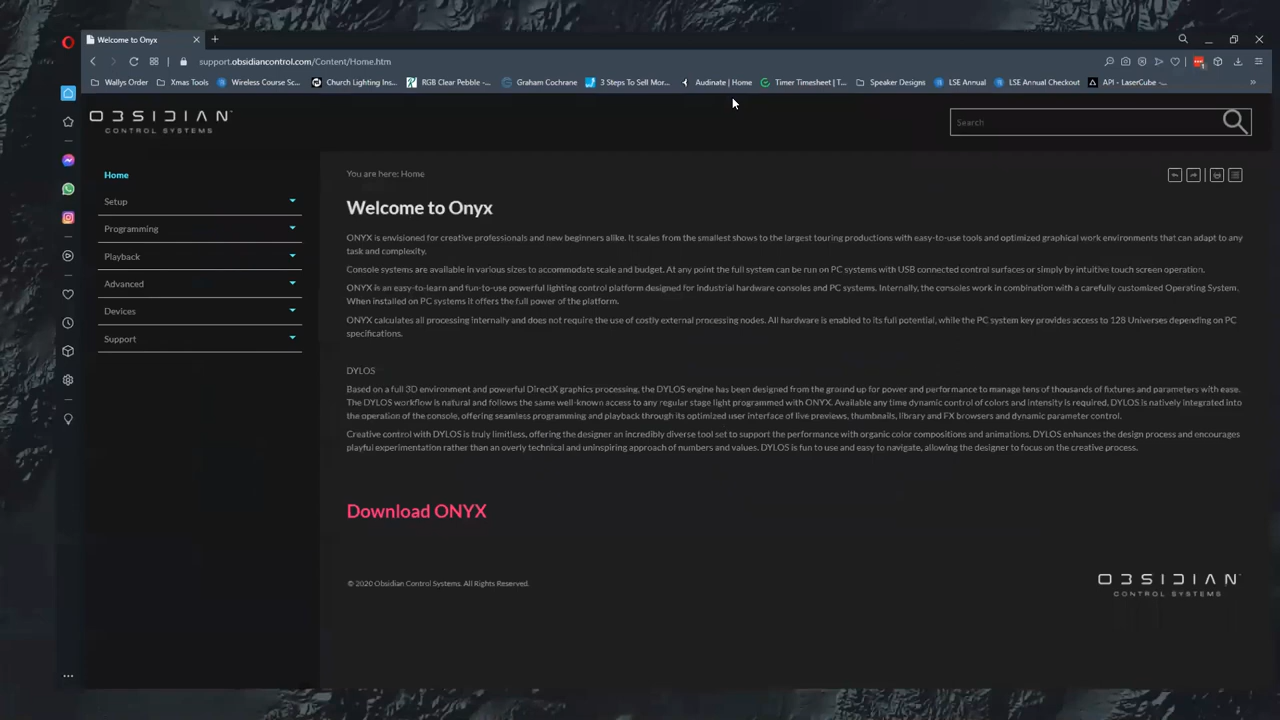 Welcome to Onyx
support.obsidiancontrol.com/Content/Home.htm
Wallys Order
Xmas Tools
Wireless Course Sc...
Church Lighting Ins...
RGB Clear Pebble -...
Graham Cochrane
3 Steps To Sell Mor...
Audinate | Home
Timer Timesheet | T...
Speaker Designs
LSE Annual
LSE Annual Checkout
API - LaserCube -...
OBSIDIAN
CONTROL SYSTEMS
Search
Home
Setup
Programming
Playback
Advanced
Devices
Support
You are here: Home
Welcome to Onyx
ONYX is envisioned for creative professionals and new beginners alike. It scales from the smallest shows to the largest touring productions with easy-to-use tools and optimized graphical work environments that can adapt to any
task and complexity.
Console systems are available in various sizes to accommodate scale and budget. At any point the full system can be run on PC systems with USB connected control surfaces or simply by intuitive touch screen operation.
ONYX is an easy-to-learn and fun-to-use powerful lighting control platform designed for industrial hardware consoles and PC systems. Internally, the consoles work in combination with a carefully customized Operating System.
When installed on PC systems it offers the full power of the platform.
ONYX calculates all processing internally and does not require the use of costly external processing nodes. All hardware is enabled to its full potential, while the PC system key provides access to 128 Universes depending on PC
specifications.
DYLOS
Based on a full 3D environment and powerful DirectX graphics processing, the DYLOS engine has been designed from the ground up for power and performance to manage tens of thousands of fixtures and parameters with ease.
The DYLOS workflow is natural and follows the same well-known access to any regular stage light programmed with ONYX. Available any time dynamic control of colors and intensity is required, DYLOS is natively integrated into
the operation of the console, offering seamless programming and playback through its optimized user interface of live previews, thumbnails, library and FX browsers and dynamic parameter control.
Creative control with DYLOS is truly limitless, offering the designer an incredibly diverse tool set to support the performance with organic color compositions and animations. DYLOS enhances the design process and encourages
playful experimentation rather than an overly technical and uninspiring approach of numbers and values. DYLOS is fun to use and easy to navigate, allowing the designer to focus on the creative process.
Download ONYX
© 2020 Obsidian Control Systems. All Rights Reserved.
OBSIDIAN
CONTROL SYSTEMS